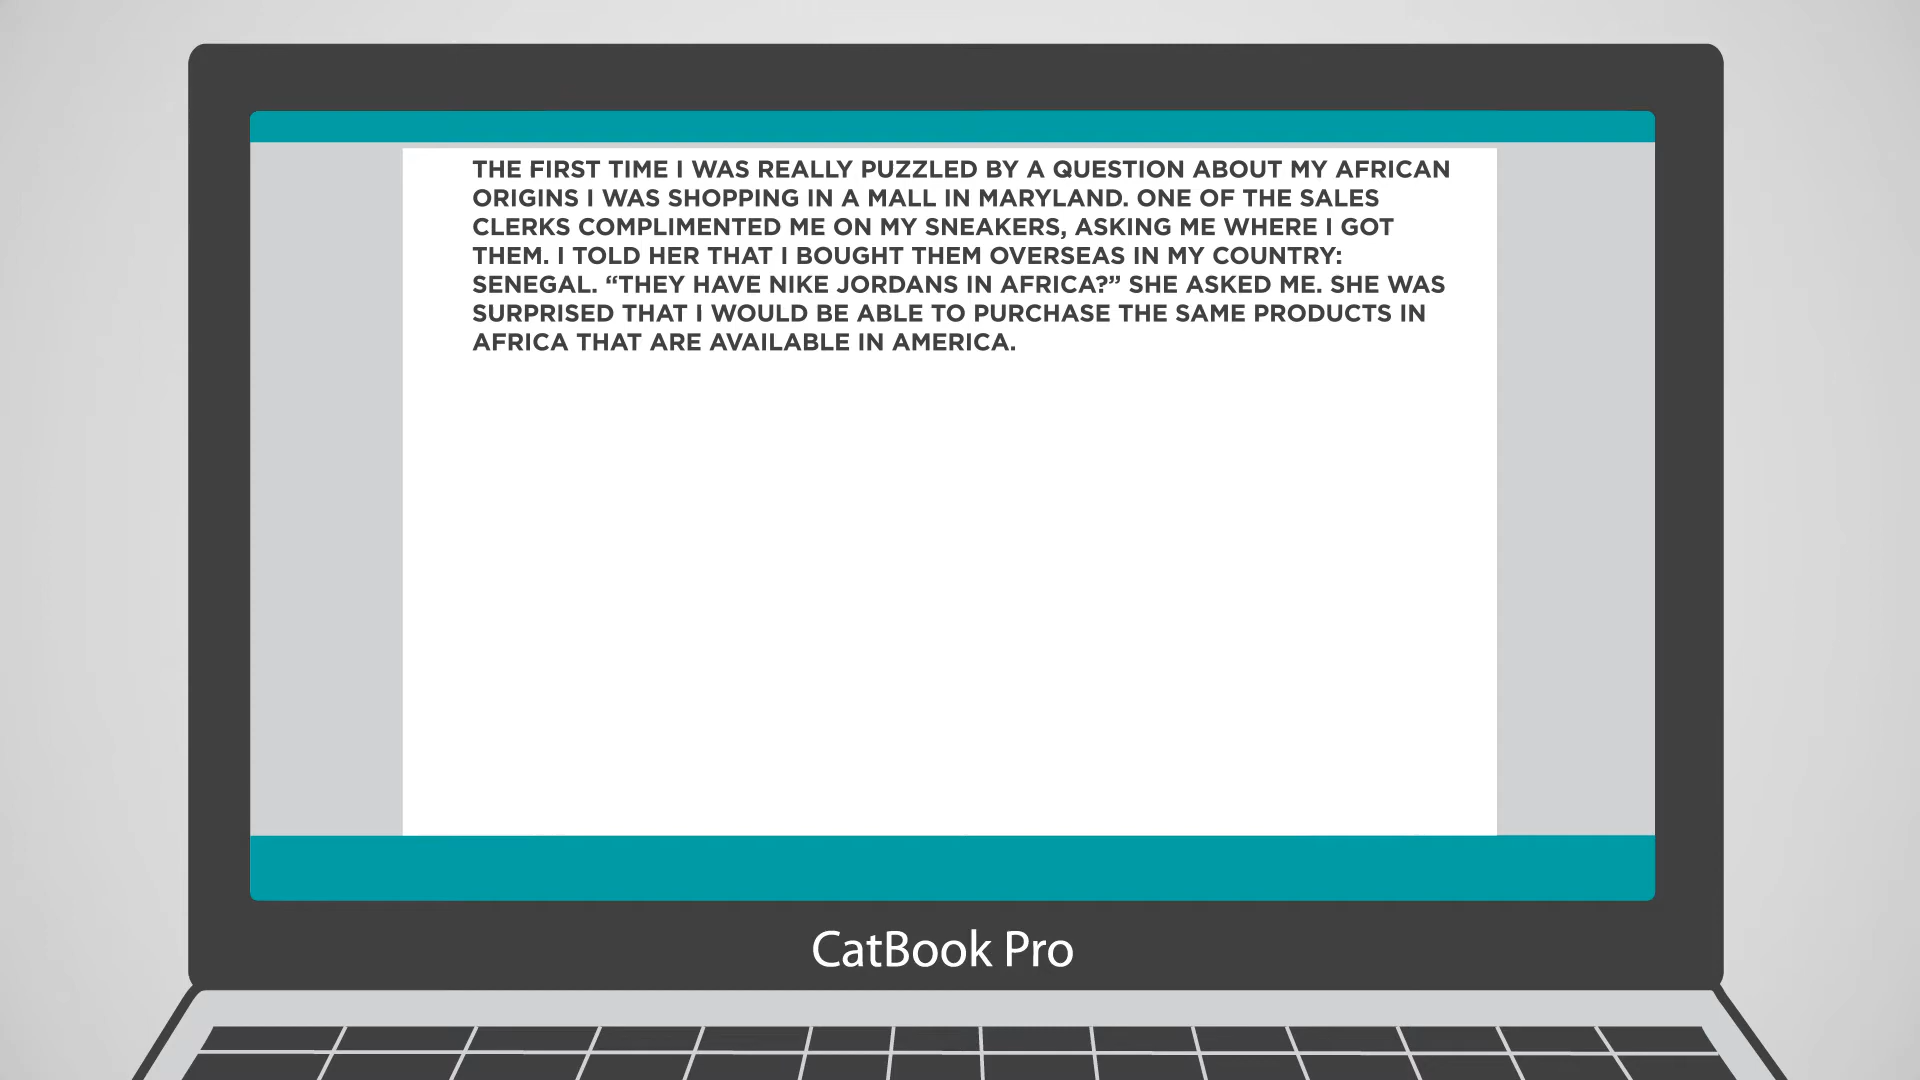 THE FIRST TIME I WAS REALLY PUZZLED BY A QUESTION ABOUT MY AFRICAN
ORIGINS I WAS SHOPPING IN A MALL IN MARYLAND. ONE OF THE SALES
CLERKS COMPLIMENTED ME ON MY SNEAKERS, ASKING ME WHERE I GOT
THEM. I TOLD HER THAT I BOUGHT THEM OVERSEAS IN MY COUNTRY:
SENEGAL. “THEY HAVE NIKE JORDANS IN AFRICA?” SHE ASKED ME. SHE WAS
SURPRISED THAT I WOULD BE ABLE TO PURCHASE THE SAME PRODUCTS IN
AFRICA THAT ARE AVAILABLE IN AMERICA.
CatBook Pro